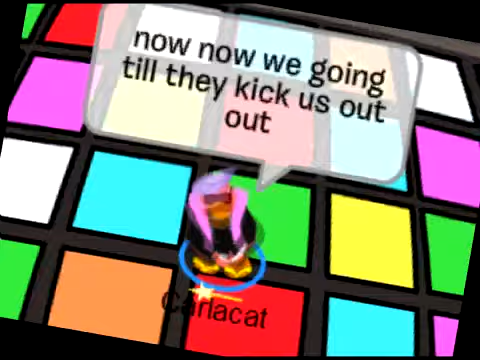 now now we going
till they kick us out
out
Carlacat